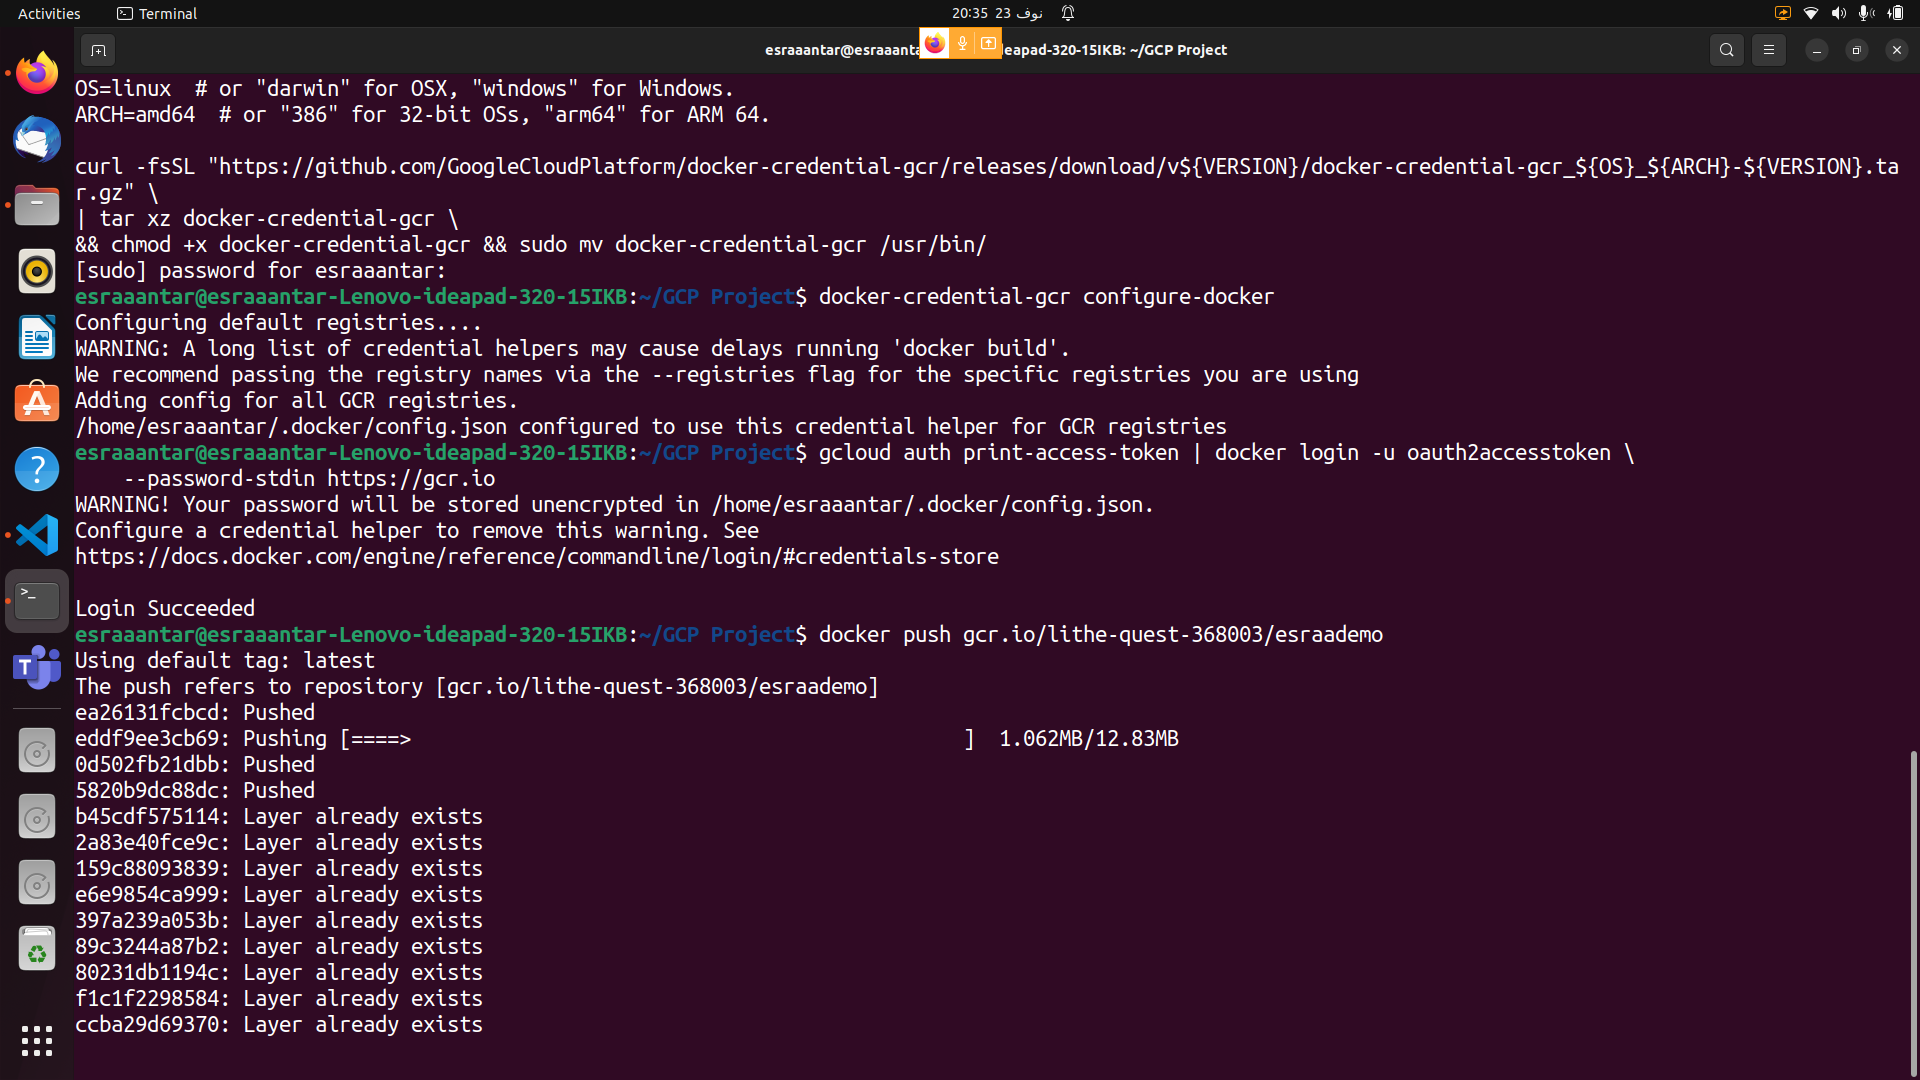 Activities
Terminal
20:35 23 نوف
esraaantar@esraaanta
eapad-320-15IKB: ~/GCP Project
OS=linux  # or "darwin" for OSX, "windows" for Windows.
ARCH=amd64  # or "386" for 32-bit OSs, "arm64" for ARM 64.
curl -fsSL "https://github.com/GoogleCloudPlatform/docker-credential-gcr/releases/download/v${VERSION}/docker-credential-gcr_${OS}_${ARCH}-${VERSION}.ta
r.gz" \
| tar xz docker-credential-gcr \
&& chmod +x docker-credential-gcr && sudo mv docker-credential-gcr /usr/bin/
[sudo] password for esraaantar:
esraaantar@esraaantar-Lenovo-ideapad-320-15IKB:~/GCP Project$ docker-credential-gcr configure-docker
Configuring default registries....
WARNING: A long list of credential helpers may cause delays running 'docker build'.
We recommend passing the registry names via the --registries flag for the specific registries you are using
Adding config for all GCR registries.
/home/esraaantar/.docker/config.json configured to use this credential helper for GCR registries
esraaantar@esraaantar-Lenovo-ideapad-320-15IKB:~/GCP Project$ gcloud auth print-access-token | docker login -u oauth2accesstoken \
    --password-stdin https://gcr.io
WARNING! Your password will be stored unencrypted in /home/esraaantar/.docker/config.json.
Configure a credential helper to remove this warning. See
https://docs.docker.com/engine/reference/commandline/login/#credentials-store
Login Succeeded
esraaantar@esraaantar-Lenovo-ideapad-320-15IKB:~/GCP Project$ docker push gcr.io/lithe-quest-368003/esraademo
Using default tag: latest
The push refers to repository [gcr.io/lithe-quest-368003/esraademo]
ea26131fcbcd: Pushed
eddf9ee3cb69: Pushing [====>                                              ]  1.062MB/12.83MB
0d502fb21dbb: Pushed
5820b9dc88dc: Pushed
b45cdf575114: Layer already exists
2a83e40fce9c: Layer already exists
159c88093839: Layer already exists
e6e9854ca999: Layer already exists
397a239a053b: Layer already exists
89c3244a87b2: Layer already exists
80231db1194c: Layer already exists
f1c1f2298584: Layer already exists
ccba29d69370: Layer already exists